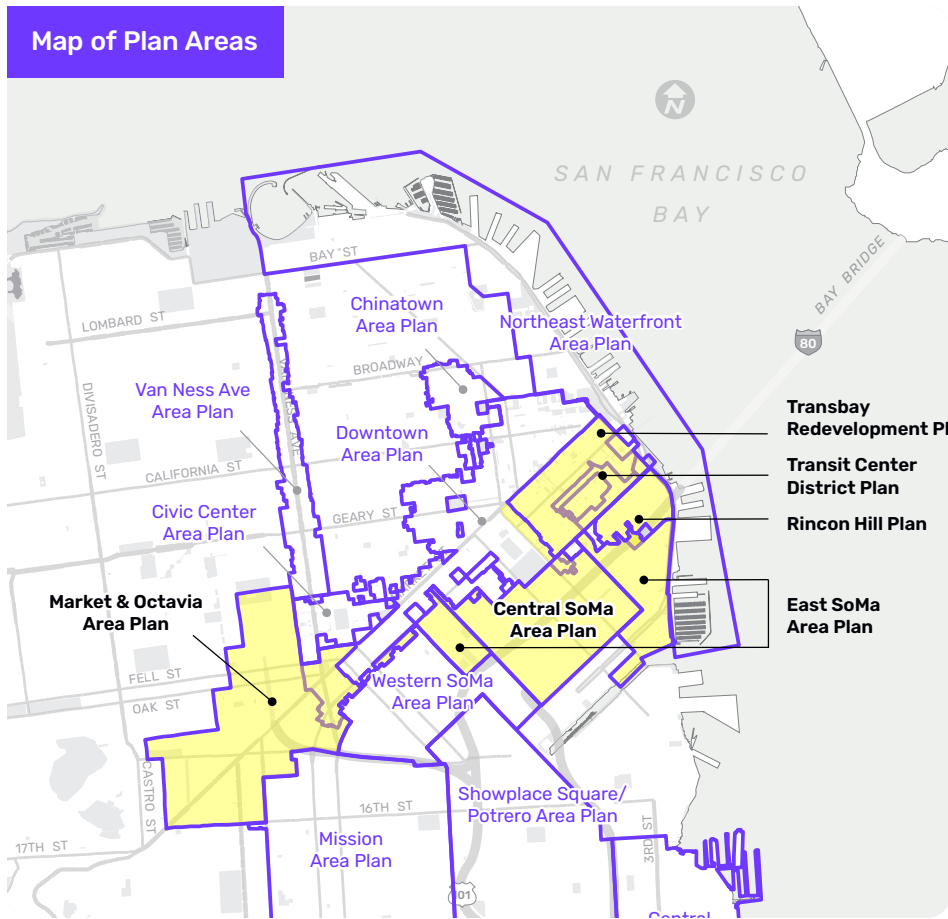 Map of Plan Areas
N
SAN FRANCISCO
BAY
BAY BRIDGE
80
BAY ST
LOMBARD ST
Chinatown
Area Plan
Northeast Waterfront
Area Plan
BROADWAY
VAN NESS AVE
DIVISADERO ST
Van Ness Ave
Area Plan
Downtown
Area Plan
Transbay
Redevelopment Pl
CALIFORNIA ST
Transit Center
District Plan
Civic Center
Area Plan
GEARY ST
Rincon Hill Plan
Market & Octavia
Area Plan
Central SoMa
Area Plan
East SoMa
Area Plan
FELL ST
OAK ST
Western SoMa
Area Plan
CASTRO ST
Showplace Square/
Potrero Area Plan
16TH ST
3RD ST
17TH ST
Mission
Area Plan
101
Central